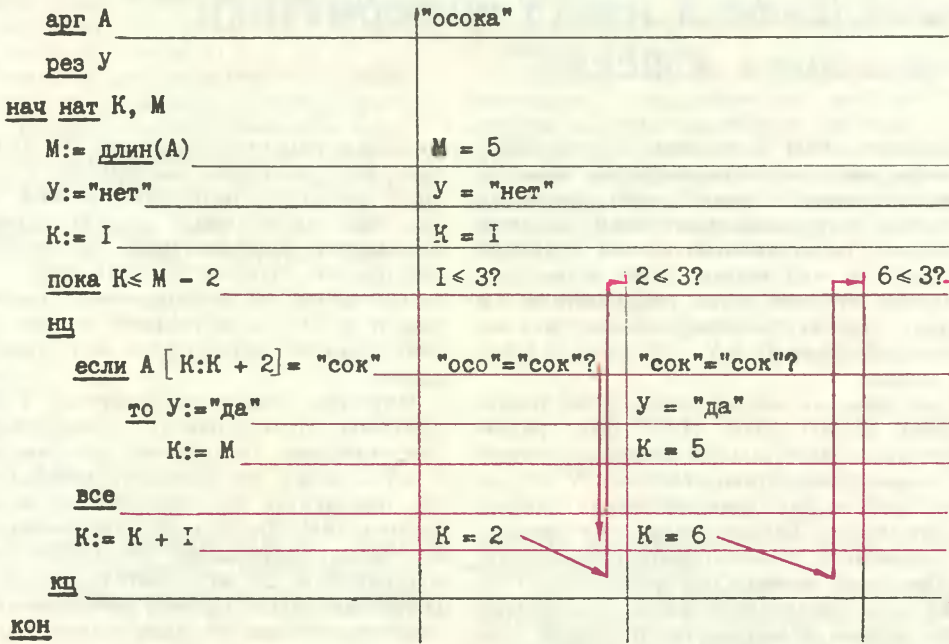 арг А "осока"
рез У
нач нат К, М
М:= длин(А) М = 5
У:="нет" У = "нет"
К:= I К = I
пока К ≤ М - 2 I ≤ 3? 2 ≤ 3? 6 ≤ 3?
нц
если А [ К:К + 2] = "сок" "осо"="сок"? "сок"="сок"?
то У:="да" У = "да"
К:= М К = 5
все
К:= К + I К = 2 К = 6
кц
кон